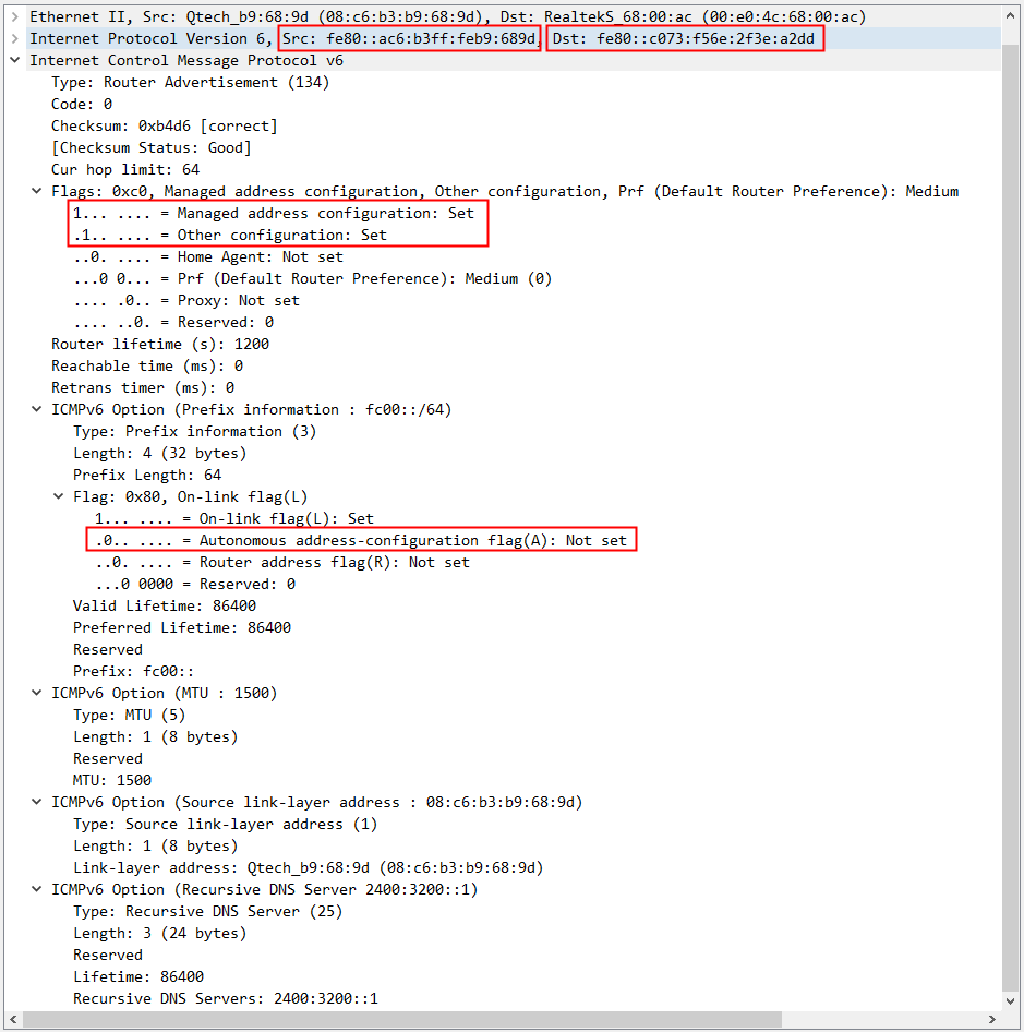 Ethernet II, Src: Qtech_b9:68:9d (08:c6:b3:b9:68:9d), Dst: RealtekS_68:00:ac (00:e0:4c:68:00:ac)
Internet Protocol Version 6, Src: fe80::ac6:b3ff:feb9:689d, Dst: fe80::c073:f56e:2f3e:a2dd
Internet Control Message Protocol v6
Type: Router Advertisement (134)
Code: 0
Checksum: 0xb4d6 [correct]
[Checksum Status: Good]
Cur hop limit: 64
Flags: 0xc0, Managed address configuration, Other configuration, Prf (Default Router Preference): Medium
1... .... = Managed address configuration: Set
.1.. .... = Other configuration: Set
..0. .... = Home Agent: Not set
...0 0... = Prf (Default Router Preference): Medium (0)
.... .0.. = Proxy: Not set
.... ..0. = Reserved: 0
Router lifetime (s): 1200
Reachable time (ms): 0
Retrans timer (ms): 0
ICMPv6 Option (Prefix information : fc00::/64)
Type: Prefix information (3)
Length: 4 (32 bytes)
Prefix Length: 64
Flag: 0x80, On-link flag(L)
1... .... = On-link flag(L): Set
.0.. .... = Autonomous address-configuration flag(A): Not set
..0. .... = Router address flag(R): Not set
...0 0000 = Reserved: 0
Valid Lifetime: 86400
Preferred Lifetime: 86400
Reserved
Prefix: fc00::
ICMPv6 Option (MTU : 1500)
Type: MTU (5)
Length: 1 (8 bytes)
Reserved
MTU: 1500
ICMPv6 Option (Source link-layer address : 08:c6:b3:b9:68:9d)
Type: Source link-layer address (1)
Length: 1 (8 bytes)
Link-layer address: Qtech_b9:68:9d (08:c6:b3:b9:68:9d)
ICMPv6 Option (Recursive DNS Server 2400:3200::1)
Type: Recursive DNS Server (25)
Length: 3 (24 bytes)
Reserved
Lifetime: 86400
Recursive DNS Servers: 2400:3200::1